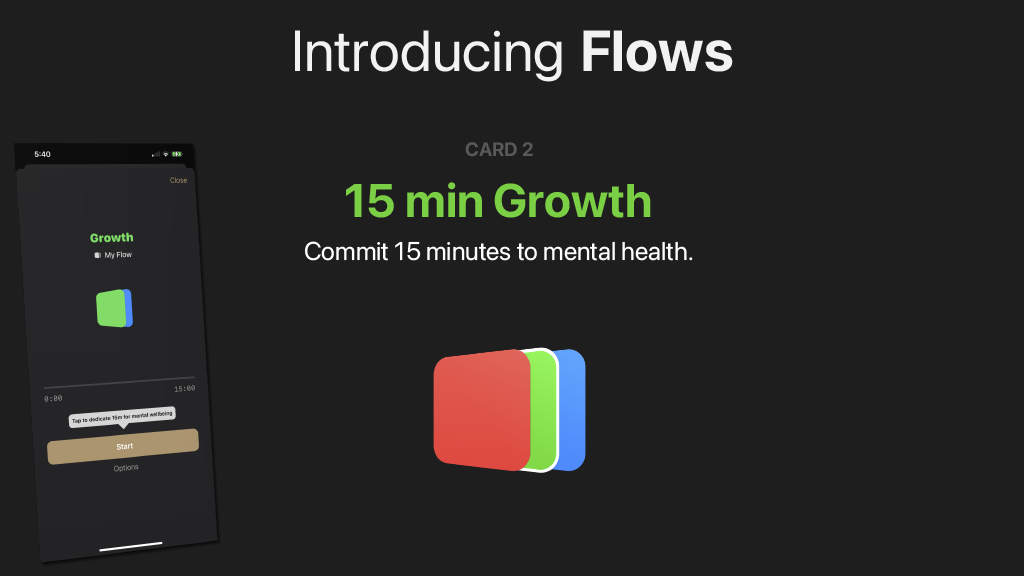 Introducing Flows
CARD 2
15 min Growth
Commit 15 minutes to mental health.
5:40
Close
Growth
My Flow
0:00
15:00
Tap to dedicate 15m for mental wellbeing
Start
Options